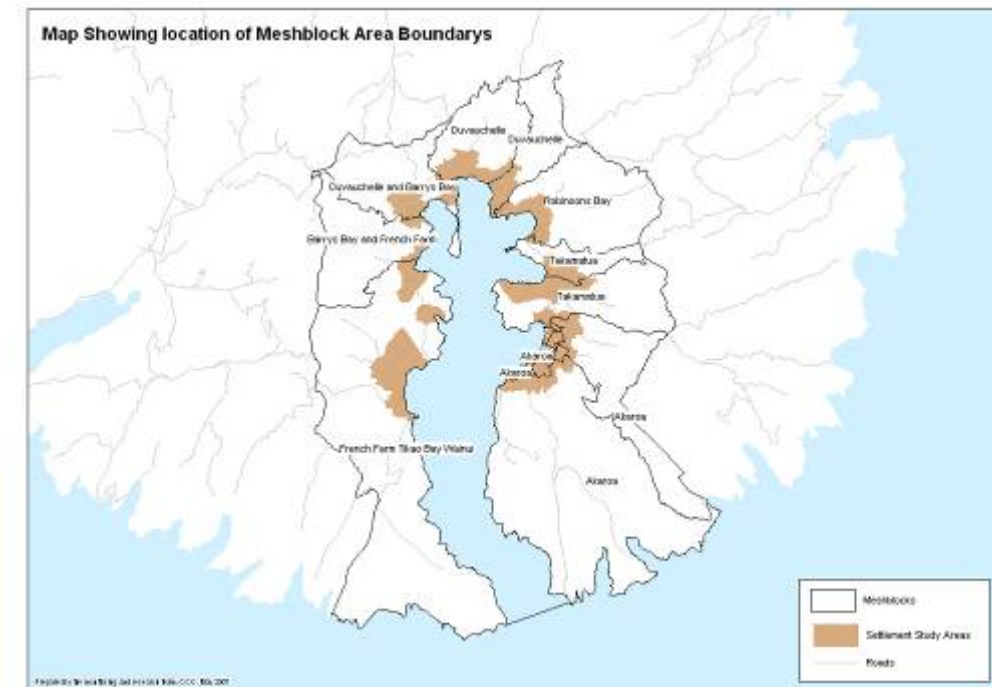 Map Showing location of Meshblock Area Boundarys
Duvauchelle
Duvauchelle
Duvauchelle and Barrys Bay
Robinsons Bay
Barrys Bay and French Farm
Takamatua
Takamatua
Akaroa
Akaroa
Akaroa
French Farm Tikao Bay Wainui
Akaroa
Meshblocks
Settlement Study Areas
Roads